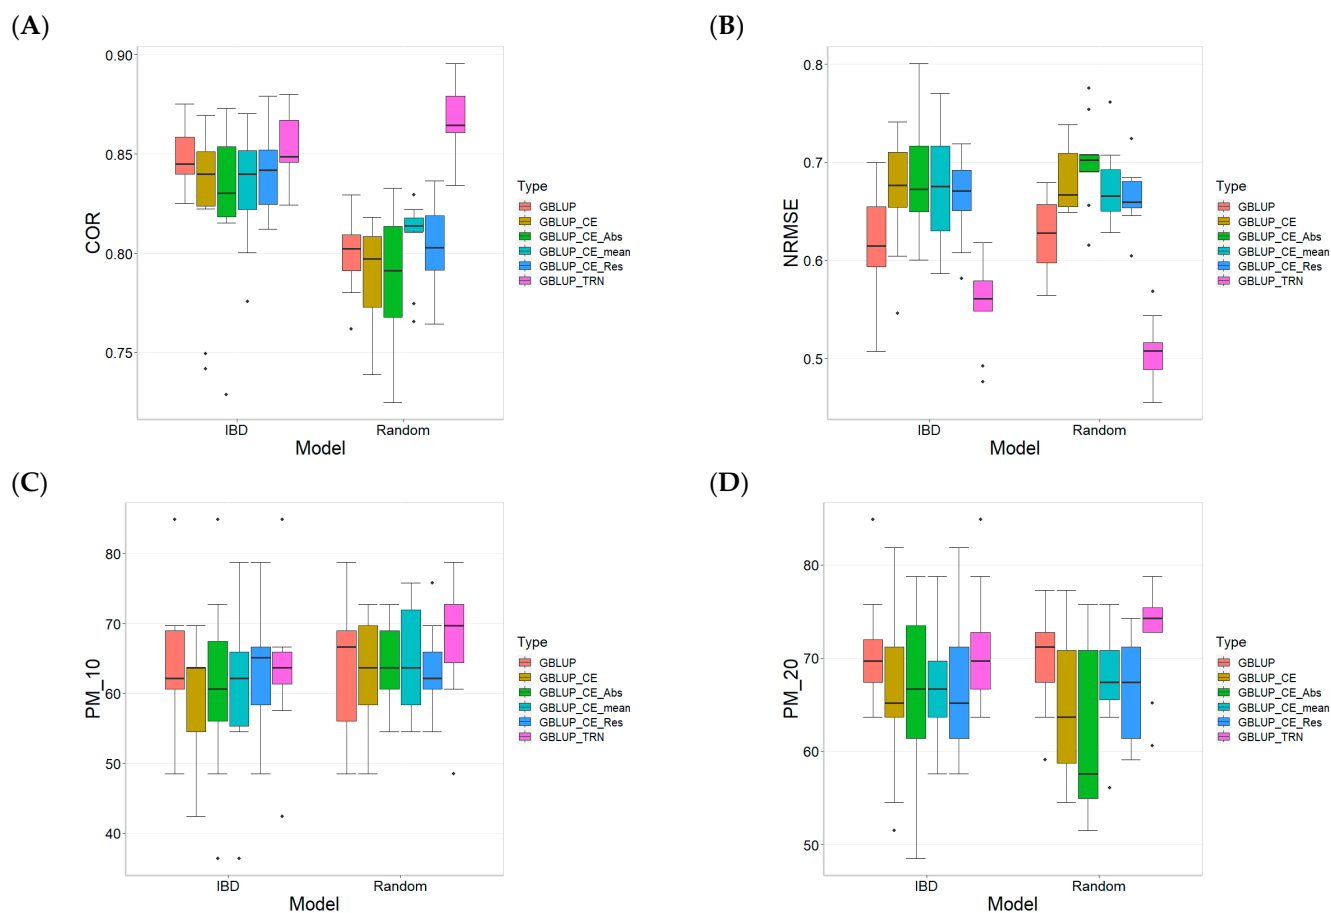 (A)
0.90
0.85
0.80
0.75
COR
IBD
Random
Model
Type
GBLUP
GBLUP_CE
GBLUP_CE_Abs
GBLUP_CE_mean
GBLUP_CE_Res
GBLUP_TRN
(B)
0.8
0.7
0.6
0.5
NRMSE
IBD
Random
Model
Type
GBLUP
GBLUP_CE
GBLUP_CE_Abs
GBLUP_CE_mean
GBLUP_CE_Res
GBLUP_TRN
(C)
80
70
60
50
40
PM_10
IBD
Random
Model
Type
GBLUP
GBLUP_CE
GBLUP_CE_Abs
GBLUP_CE_mean
GBLUP_CE_Res
GBLUP_TRN
(D)
80
70
60
50
PM_20
IBD
Random
Model
Type
GBLUP
GBLUP_CE
GBLUP_CE_Abs
GBLUP_CE_mean
GBLUP_CE_Res
GBLUP_TRN